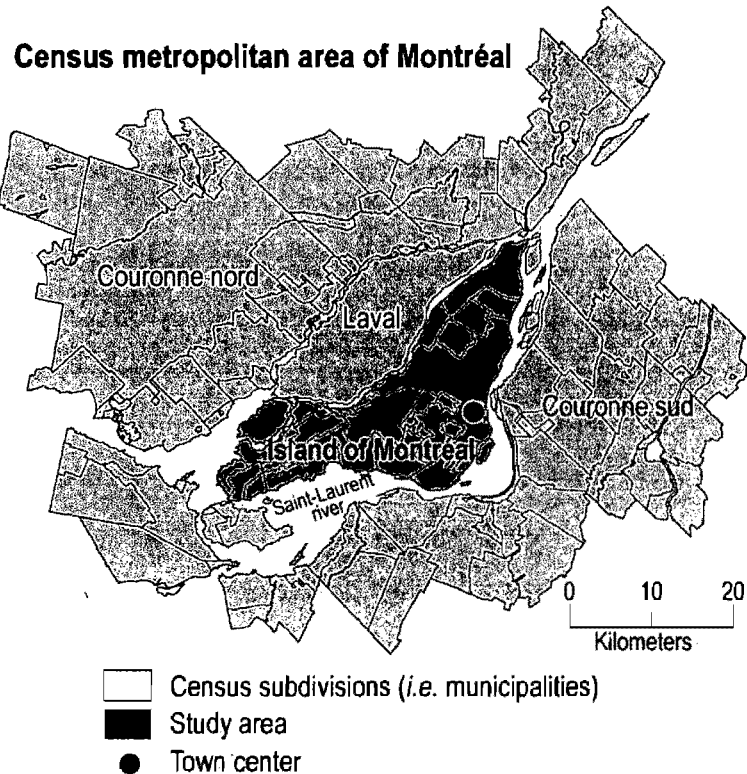 Census metropolitan area of Montréal
Couronne nord
Laval
Couronne sud
Island of Montréal
Saint-Laurent
river
0 10 20
Kilometers
Census subdivisions (i.e. municipalities)
Study area
Town center